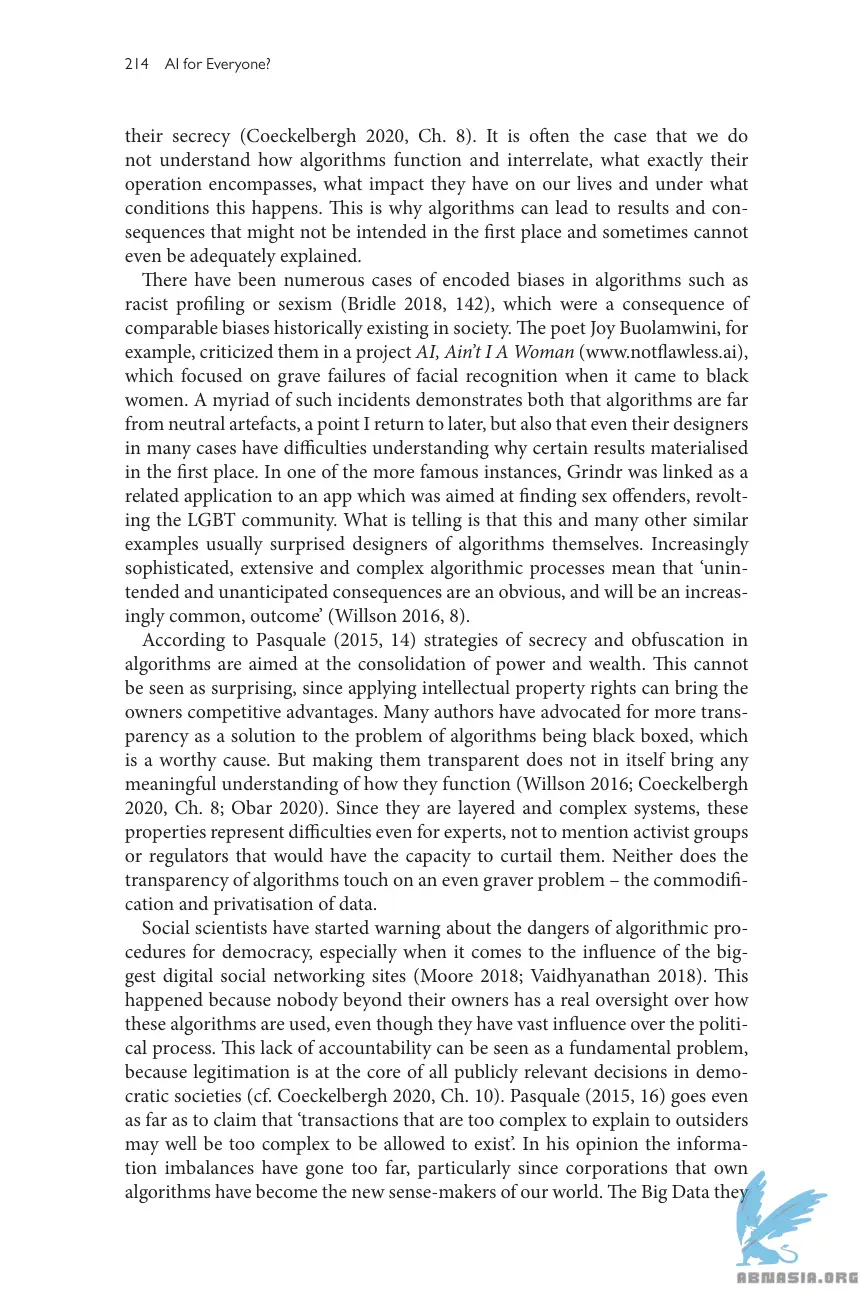 214 AI for Everyone?
their secrecy (Coeckelbergh 2020, Ch. 8). It is often the case that we do
not understand how algorithms function and interrelate, what exactly their
operation encompasses, what impact they have on our lives and under what
conditions this happens. This is why algorithms can lead to results and con-
sequences that might not be intended in the first place and sometimes cannot
even be adequately explained.
There have been numerous cases of encoded biases in algorithms such as
racist profiling or sexism (Bridle 2018, 142), which were a consequence of
comparable biases historically existing in society. The poet Joy Buolamwini, for
example, criticized them in a project AI, Ain’t I A Woman (www.notflawless.ai),
which focused on grave failures of facial recognition when it came to black
women. A myriad of such incidents demonstrates both that algorithms are far
from neutral artefacts, a point I return to later, but also that even their designers
in many cases have difficulties understanding why certain results materialised
in the first place. In one of the more famous instances, Grindr was linked as a
related application to an app which was aimed at finding sex offenders, revolt-
ing the LGBT community. What is telling is that this and many other similar
examples usually surprised designers of algorithms themselves. Increasingly
sophisticated, extensive and complex algorithmic processes mean that ‘unin-
tended and unanticipated consequences are an obvious, and will be an increas-
ingly common, outcome’ (Willson 2016, 8).
According to Pasquale (2015, 14) strategies of secrecy and obfuscation in
algorithms are aimed at the consolidation of power and wealth. This cannot
be seen as surprising, since applying intellectual property rights can bring the
owners competitive advantages. Many authors have advocated for more trans-
parency as a solution to the problem of algorithms being black boxed, which
is a worthy cause. But making them transparent does not in itself bring any
meaningful understanding of how they function (Willson 2016; Coeckelbergh
2020, Ch. 8; Obar 2020). Since they are layered and complex systems, these
properties represent difficulties even for experts, not to mention activist groups
or regulators that would have the capacity to curtail them. Neither does the
transparency of algorithms touch on an even graver problem – the commodifi-
cation and privatisation of data.
Social scientists have started warning about the dangers of algorithmic pro-
cedures for democracy, especially when it comes to the influence of the big-
gest digital social networking sites (Moore 2018; Vaidhyanathan 2018). This
happened because nobody beyond their owners has a real oversight over how
these algorithms are used, even though they have vast influence over the politi-
cal process. This lack of accountability can be seen as a fundamental problem,
because legitimation is at the core of all publicly relevant decisions in demo-
cratic societies (cf. Coeckelbergh 2020, Ch. 10). Pasquale (2015, 16) goes even
as far as to claim that ‘transactions that are too complex to explain to outsiders
may well be too complex to be allowed to exist’. In his opinion the informa-
tion imbalances have gone too far, particularly since corporations that own
algorithms have become the new sense-makers of our world. The Big Data they
ABNASIA.ORG